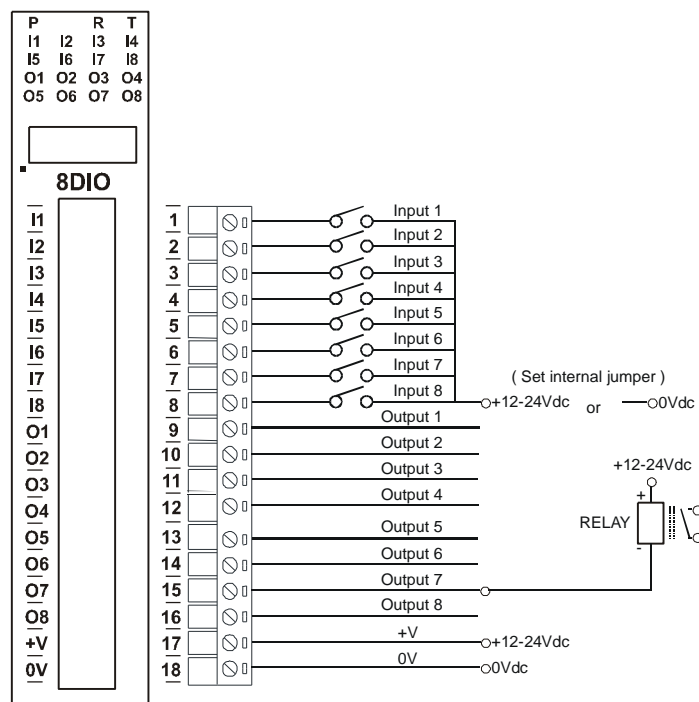 P R T
I1 I2 I3 I4
I5 I6 I7 I8
O1 O2 O3 O4
O5 O6 O7 O8
8DIO
I1 1 Input 1
I2 2 Input 2
I3 3 Input 3
I4 4 Input 4
I5 5 Input 5
I6 6 Input 6
I7 7 Input 7
( Set internal jumper )
I8 8 Input 8 +12-24Vdc or 0Vdc
O1 9 Output 1
O2 10 Output 2
+12-24Vdc
O3 11 Output 3
+
O4 12 Output 4
RELAY
O5 13 Output 5
-
O6 14 Output 6
O7 15 Output 7
O8 16 Output 8
+V 17 +V +12-24Vdc
0V 18 0V 0Vdc